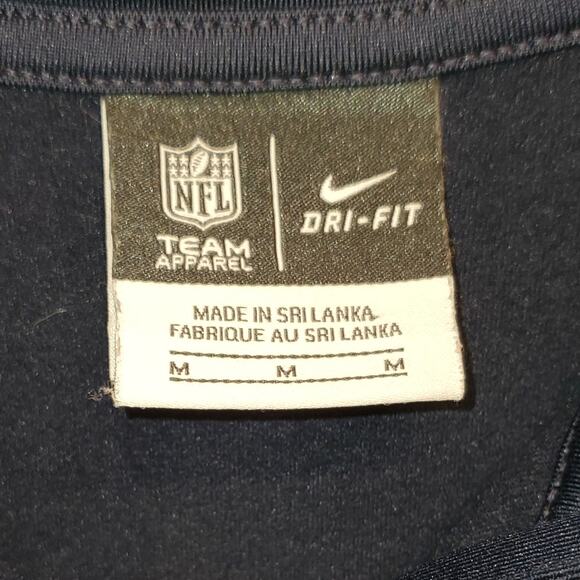 NFL
TEAM
APPAREL
DRI-FIT
MADE IN SRI LANKA
FABRIQUE AU SRI LANKA
M M M